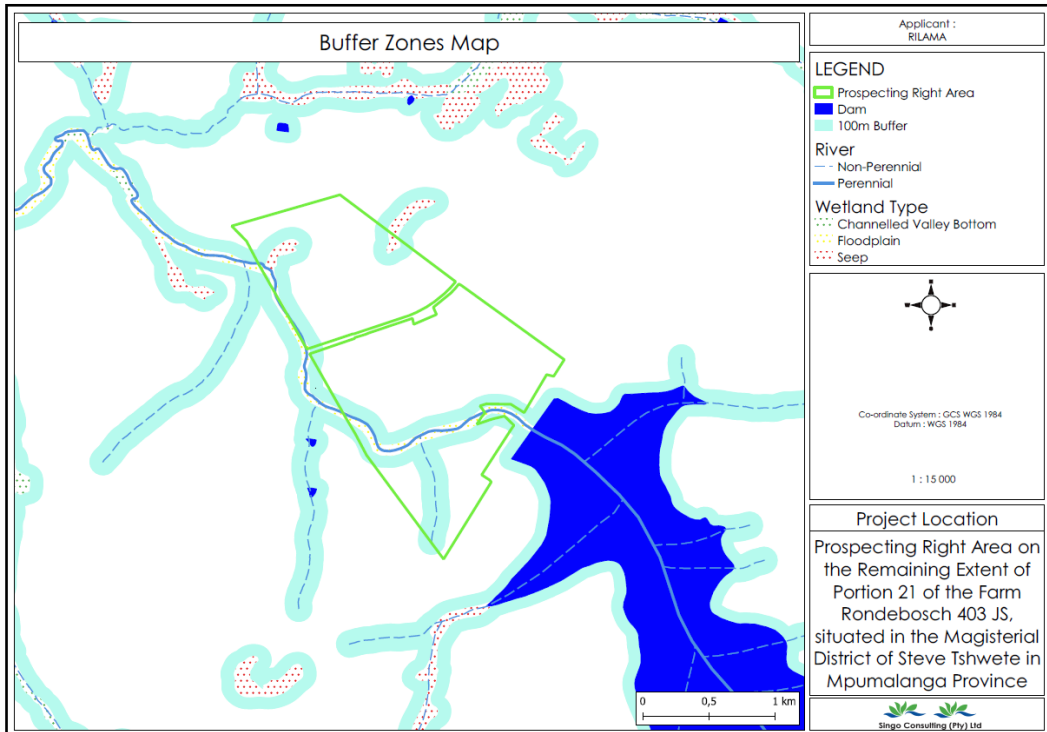 Buffer Zones Map
Applicant :
RILAMA
LEGEND
Prospecting Right Area
Dam
100m Buffer
River
Non-Perennial
Perennial
Wetland Type
Channelled Valley Bottom
Floodplain
Seep
Co-ordinate System : GCS WGS 1984
Datum : WGS 1984
1 : 15 000
Project Location
Prospecting Right Area on
the Remaining Extent of
Portion 21 of the Farm
Rondebosch 403 JS,
situated in the Magisterial
District of Steve Tshwete in
Mpumalanga Province
0 0,5 1 km
Singo Consulting (Pty) Ltd